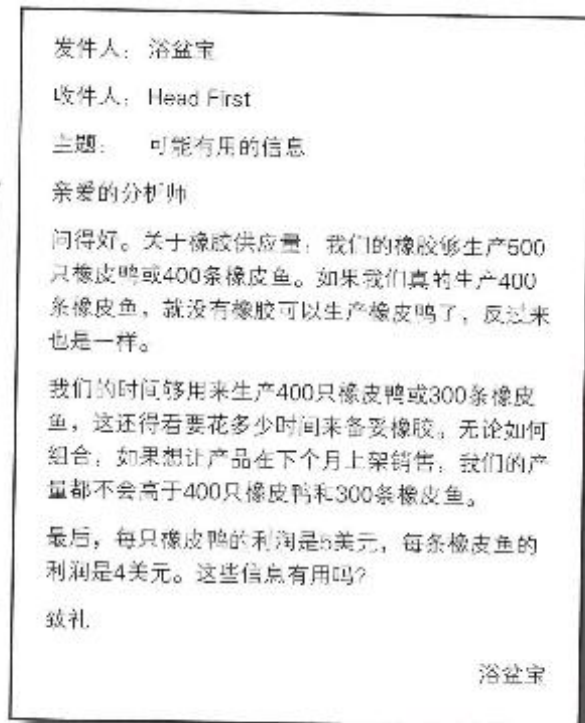 发件人：浴盆宝
收件人：Head First
主题： 可能有用的信息
亲爱的分析师
问得好。关于橡胶供应量：我们的橡胶够生产500
只橡皮鸭或400条橡皮鱼。如果我们真的生产400
条橡皮鱼，就没有橡胶可以生产橡皮鸭了，反过来
也是一样。
我们的时间够用来生产400只橡皮鸭或300条橡皮
鱼，这还得看要花多少时间来备妥橡胶。无论如何
组合，如果想让产品在下个月上架销售，我们的产
量都不会高于400只橡皮鸭和300条橡皮鱼。
最后，每只橡皮鸭的利润是5美元，每条橡皮鱼的
利润是4美元。这些信息有用吗？
致礼
浴盆宝